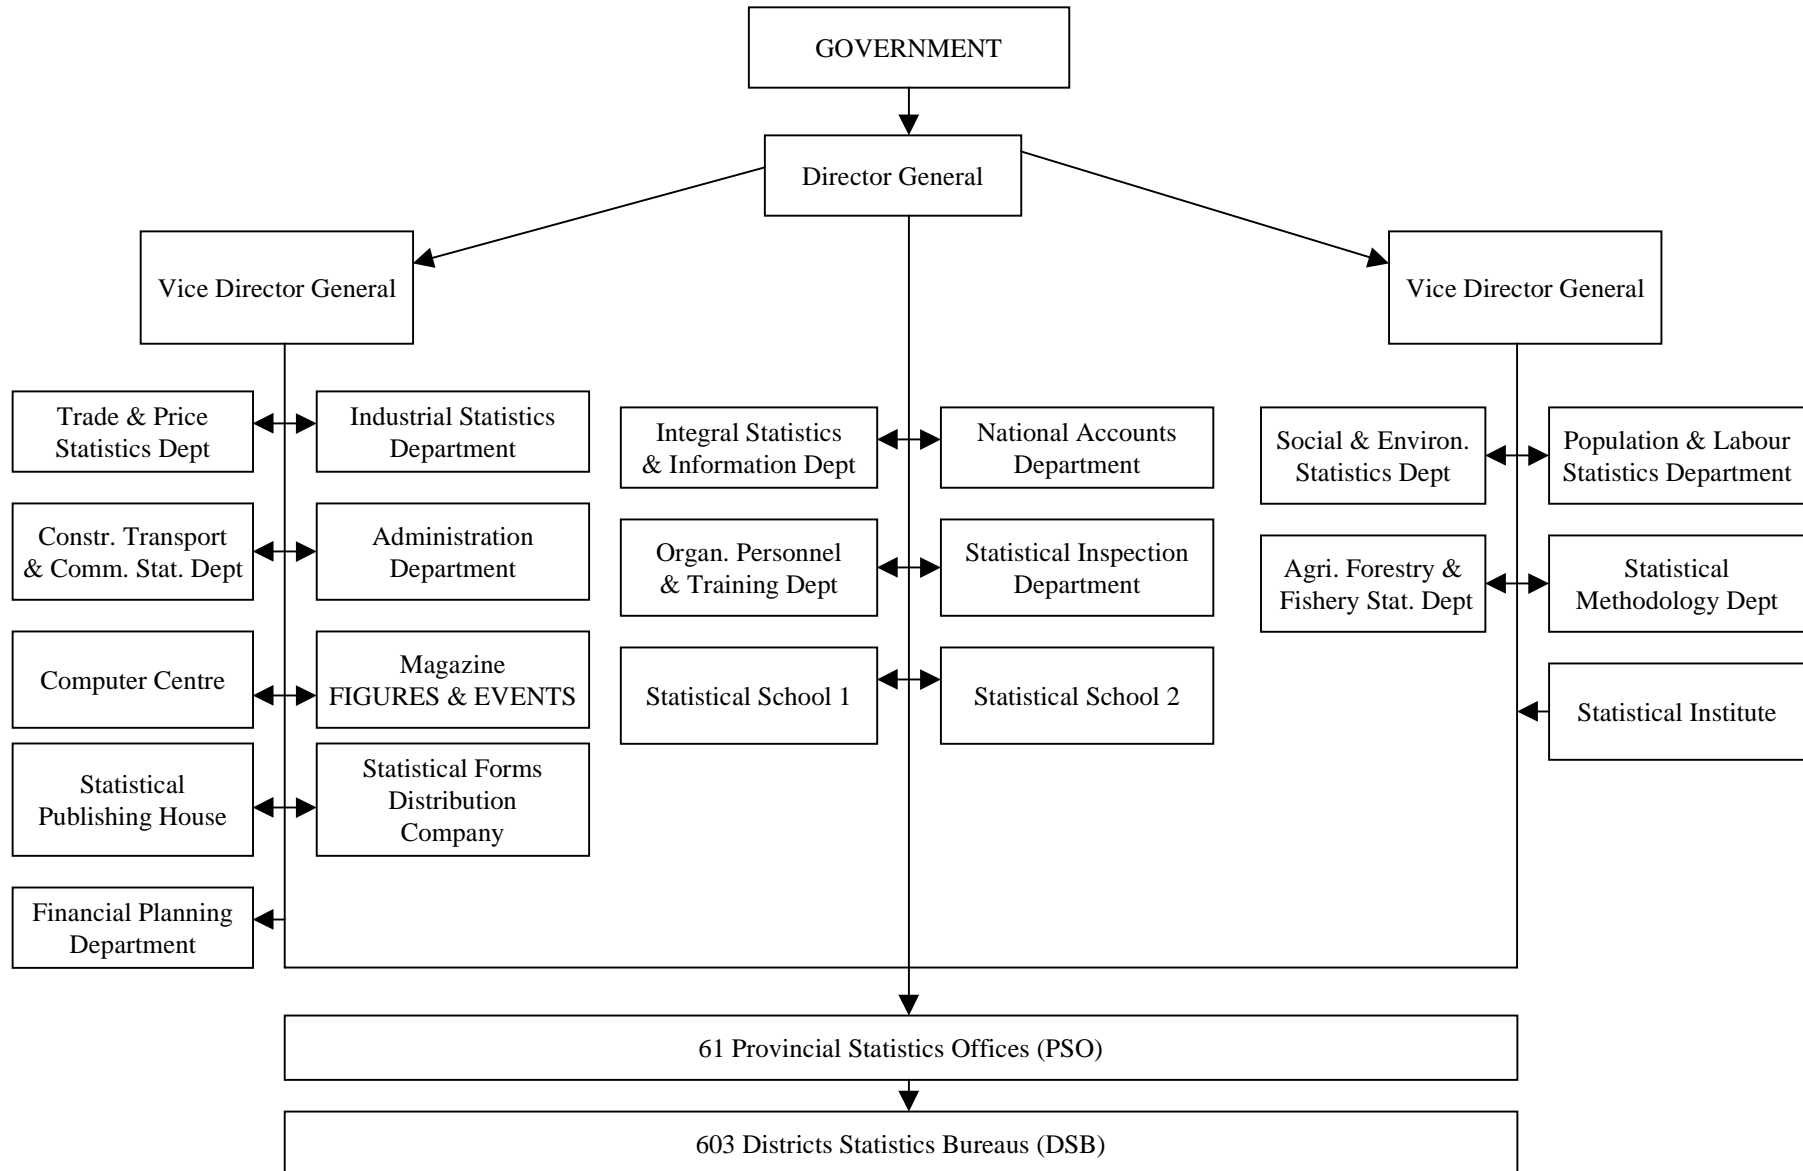 GOVERNMENT
Director General
Vice Director General
Vice Director General
Trade & Price
Statistics Dept
Industrial Statistics
Department
Constr. Transport
& Comm. Stat. Dept
Administration
Department
Computer Centre
Magazine
FIGURES & EVENTS
Statistical
Publishing House
Statistical Forms
Distribution
Company
Financial Planning
Department
Integral Statistics
& Information Dept
National Accounts
Department
Organ. Personnel
& Training Dept
Statistical Inspection
Department
Statistical School 1
Statistical School 2
Social & Environ.
Statistics Dept
Population & Labour
Statistics Department
Agri. Forestry &
Fishery Stat. Dept
Statistical
Methodology Dept
Statistical Institute
61 Provincial Statistics Offices (PSO)
603 Districts Statistics Bureaus (DSB)